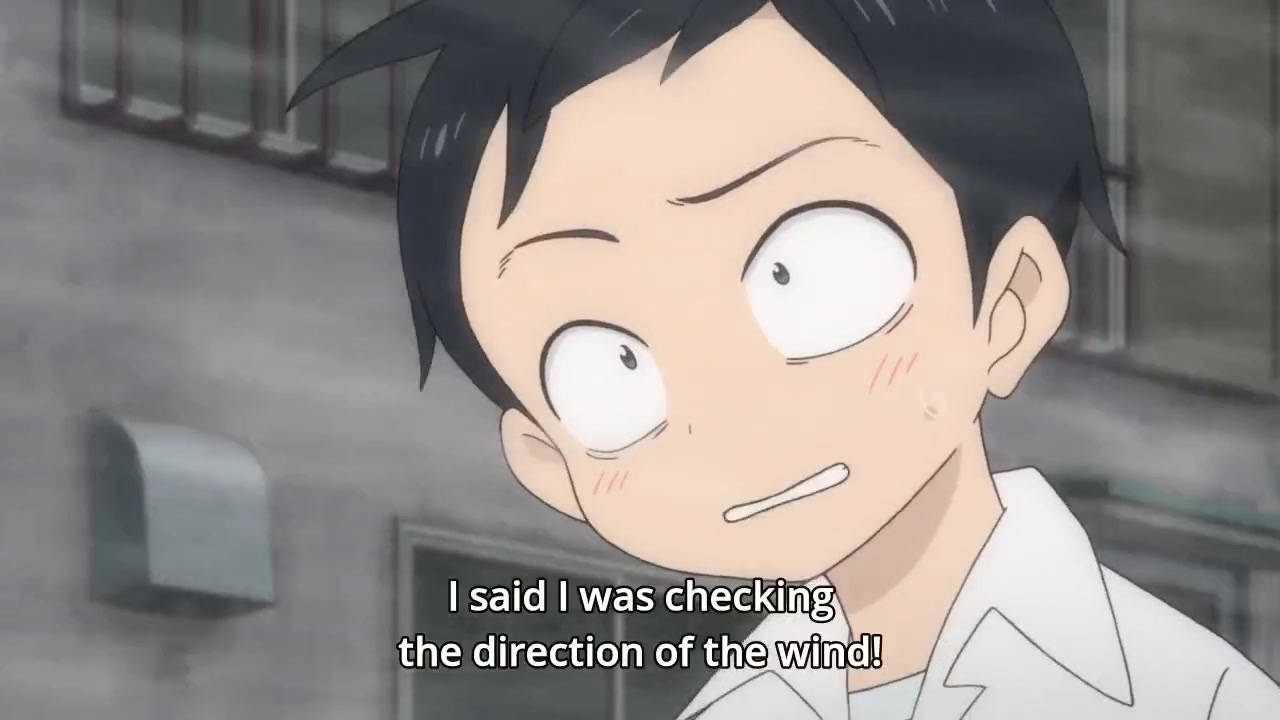 I said I was checking
the direction of the wind!